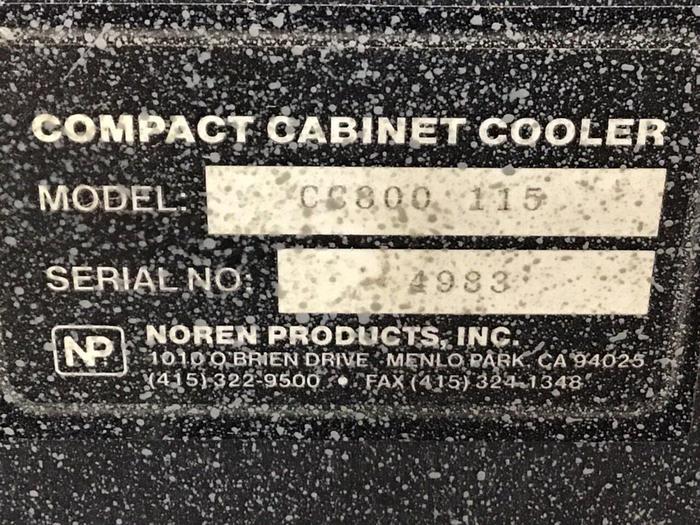 COMPACT CABINET COOLER
MODEL: CC800 115
SERIAL NO: 4983
NP NOREN PRODUCTS, INC.
1010 O'BRIEN DRIVE MENLO PARK, CA 94025
(415) 322-9500 • FAX (415) 324-1348